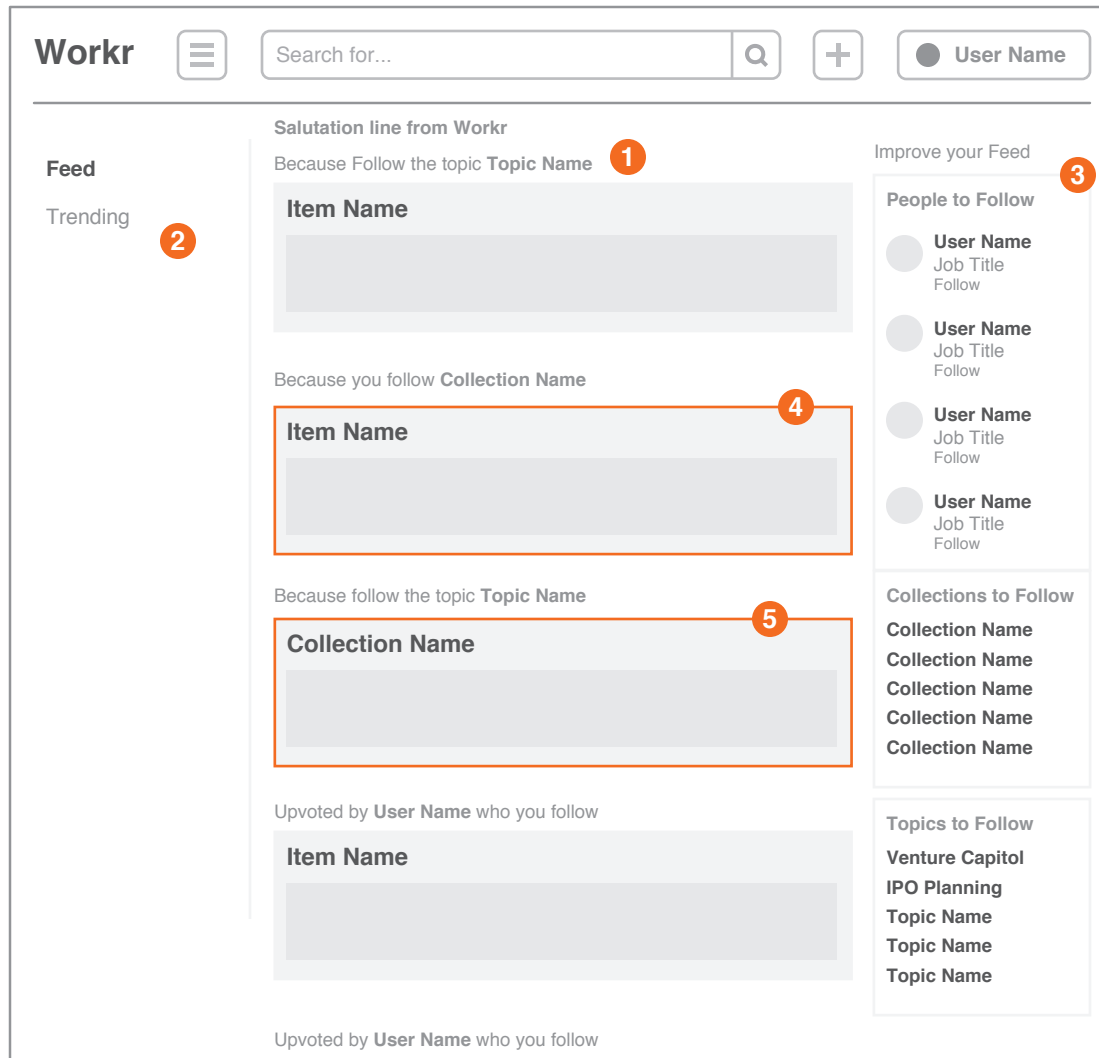 Workr
Search for...
User Name
Feed
Trending
2
Salutation line from Workr
Because Follow the topic Topic Name
1
Item Name
Because you follow Collection Name
4
Item Name
Because follow the topic Topic Name
5
Collection Name
Upvoted by User Name who you follow
Item Name
Upvoted by User Name who you follow
Improve your Feed
3
People to Follow
User Name
Job Title
Follow
User Name
Job Title
Follow
User Name
Job Title
Follow
User Name
Job Title
Follow
Collections to Follow
Collection Name
Collection Name
Collection Name
Collection Name
Collection Name
Topics to Follow
Venture Capitol
IPO Planning
Topic Name
Topic Name
Topic Name